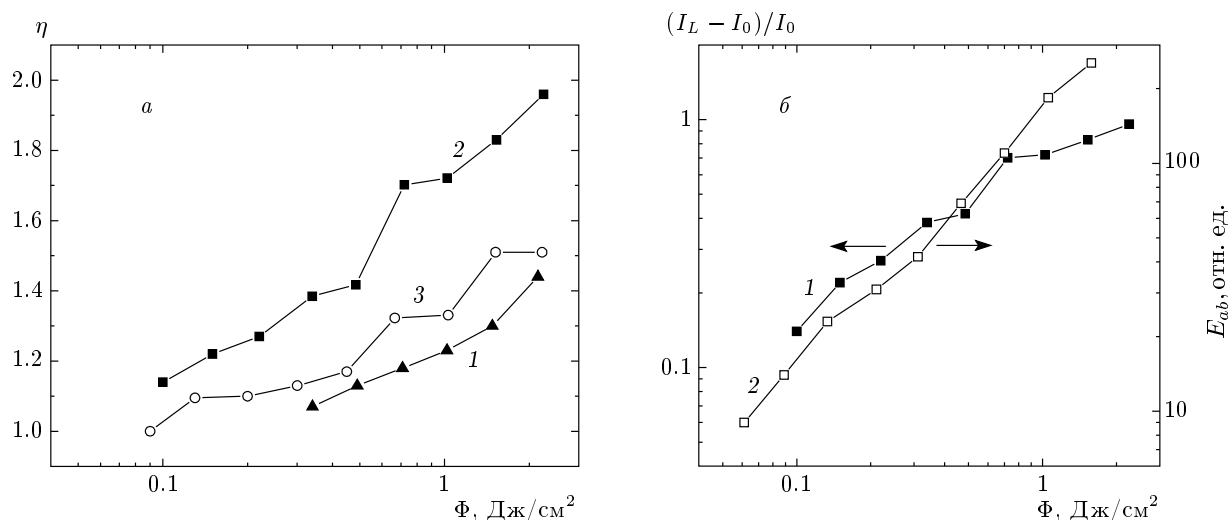 η
2.0
1.8
1.6
1.4
1.2
1.0
а
2
3
1
0.1
1
Φ, Дж/см²
(I_L − I_0)/I_0
1
0.1
б
1
2
100
10
E_ab, отн. ед.
0.1
1
Φ, Дж/см²